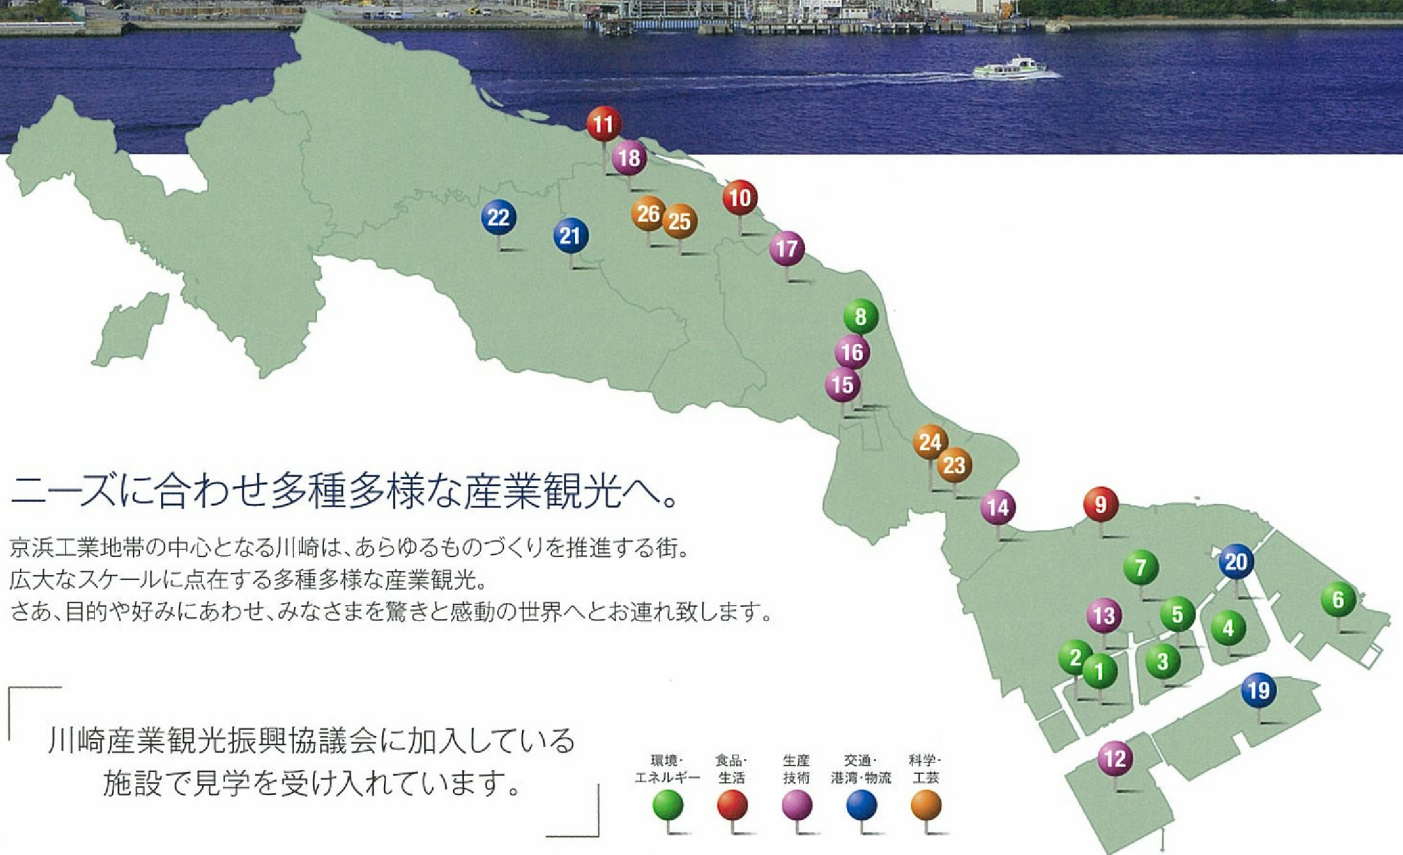 11
18
10
22
26
25
21
17
8
16
15
24
23
14
9
7
20
6
13
5
4
2
1
3
19
12
ニーズに合わせ多種多様な産業観光へ。
京浜工業地帯の中心となる川崎は、あらゆるものづくりを推進する街。
広大なスケールに点在する多種多様な産業観光。
さあ、目的や好みにあわせ、みなさまを驚きと感動の世界へとお連れ致します。
川崎産業観光振興協議会に加入している
施設で見学を受け入れています。
環境・
エネルギー
食品・
生活
生産
技術
交通・
港湾・物流
科学・
工芸